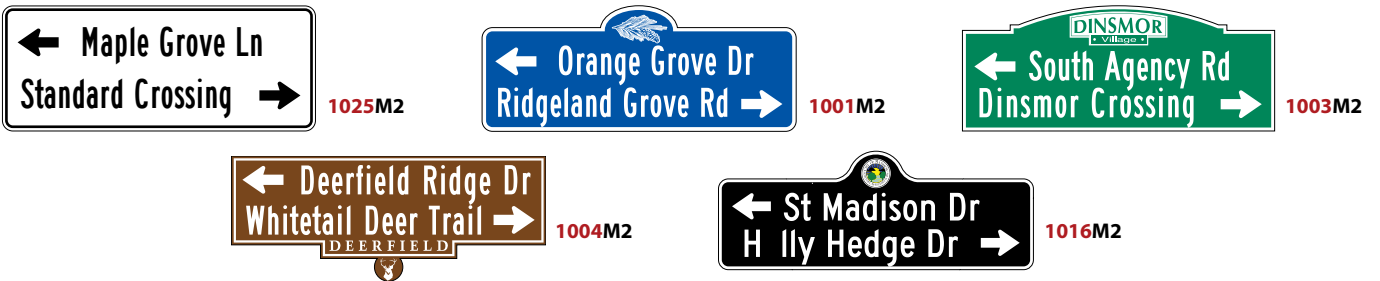 Maple Grove Ln
Standard Crossing
1025M2
Orange Grove Dr
Ridgeland Grove Rd
1001M2
DINSMOR
Village
South Agency Rd
Dinsmor Crossing
1003M2
Deerfield Ridge Dr
Whitetail Deer Trail
DEERFIELD
1004M2
St Madison Dr
H lly Hedge Dr
1016M2